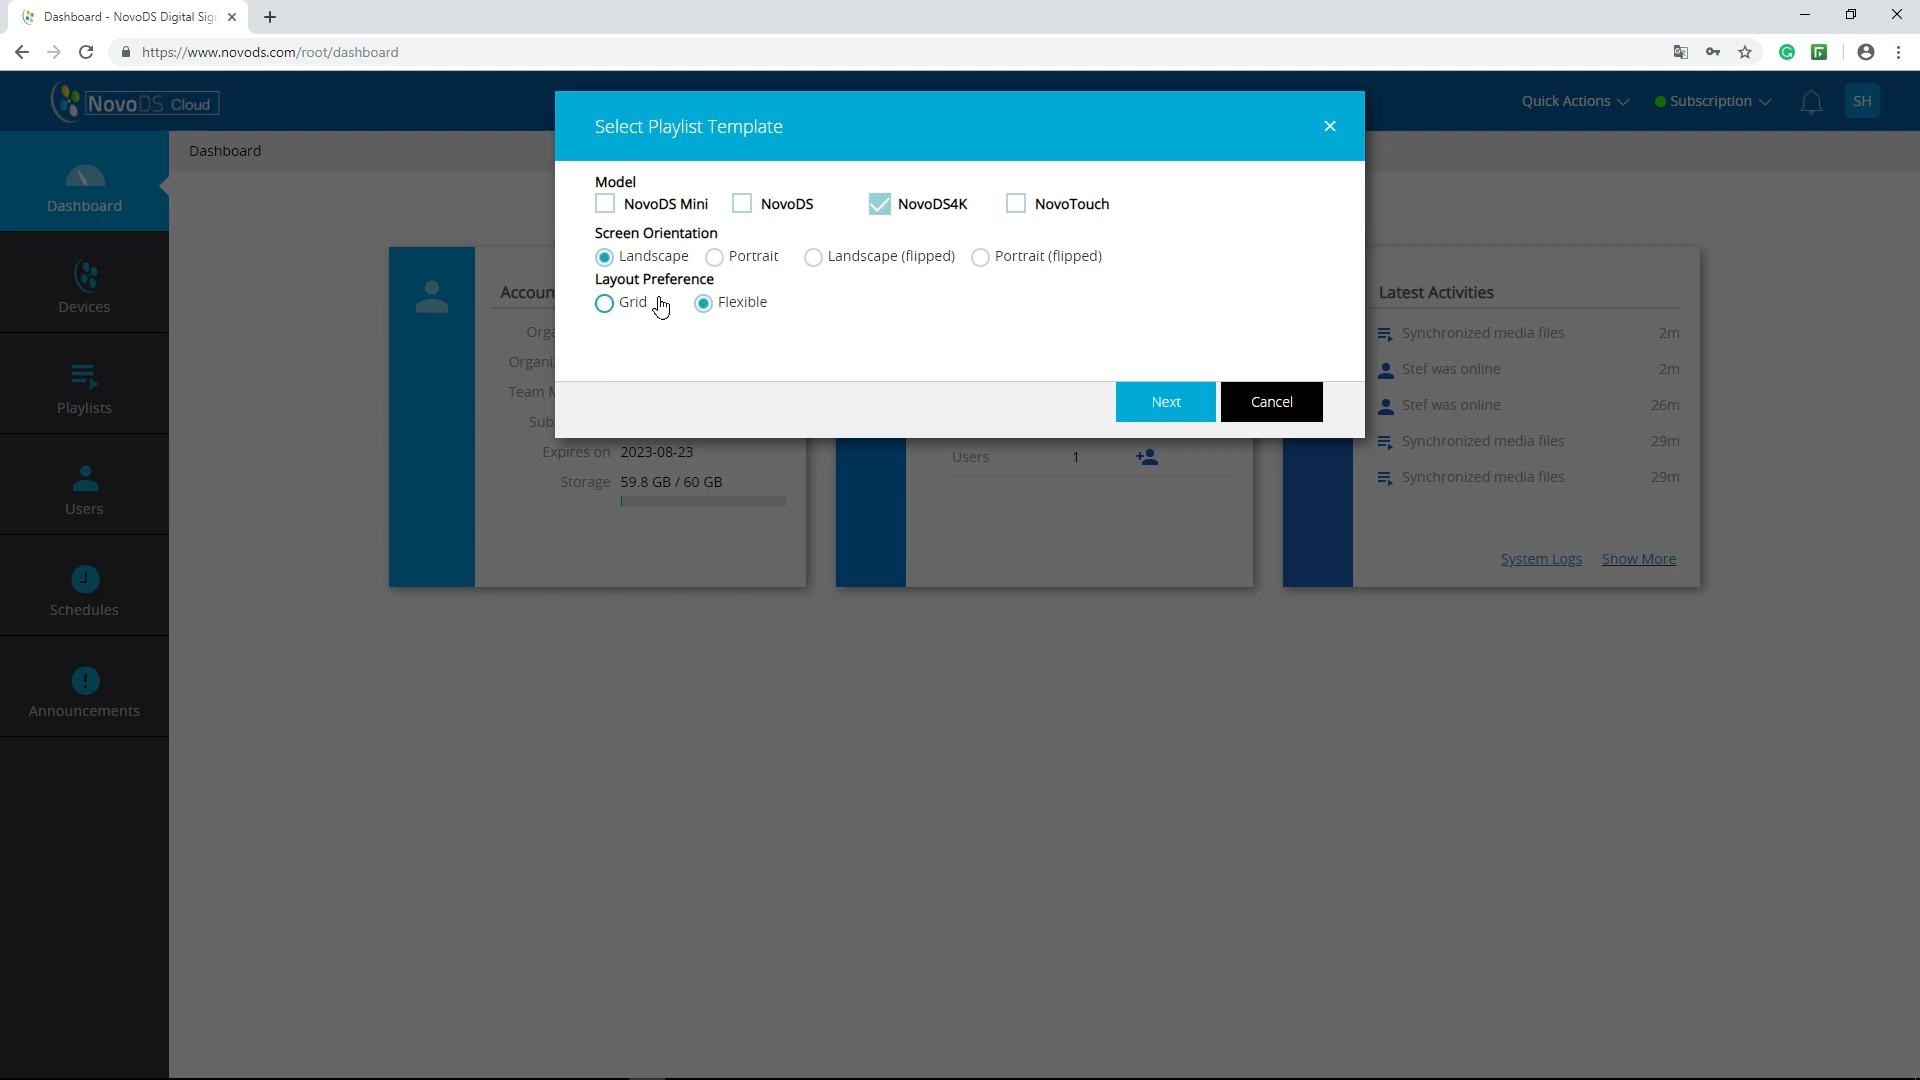 Dashboard - NovoDS Digital Sig
https://www.novods.com/root/dashboard
NovoDS Cloud
Quick Actions
Subscription
SH
Dashboard
Dashboard
Devices
Playlists
Users
Schedules
Announcements
Select Playlist Template
Model
NovoDS Mini NovoDS NovoDS4K NovoTouch
Screen Orientation
Landscape Portrait Landscape (flipped) Portrait (flipped)
Layout Preference
Grid Flexible
Next Cancel
Expires on 2023-08-23
Storage 59.8 GB / 60 GB
Users 1
Latest Activities
Synchronized media files 2m
Stef was online 2m
Stef was online 26m
Synchronized media files 29m
Synchronized media files 29m
System Logs Show More